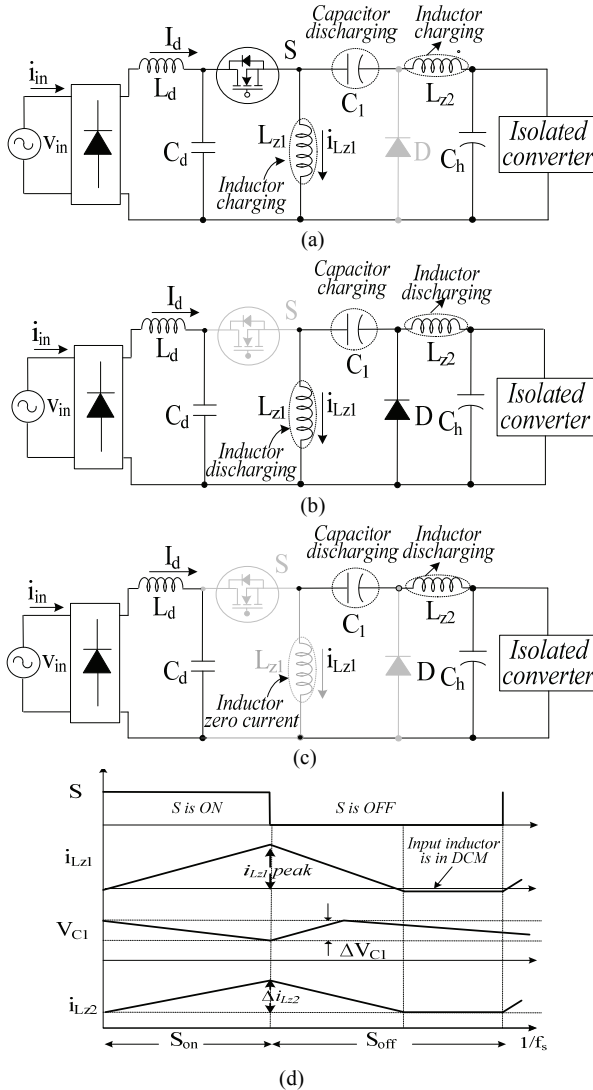 Capacitor discharging
Inductor charging
I_d
S
i_in
L_d
C_1
L_z2
v_in
C_d
L_z1
i_Lz1
D
C_h
Isolated converter
Inductor charging
(a)
Capacitor charging
Inductor discharging
I_d
S
i_in
L_d
C_1
L_z2
v_in
C_d
L_z1
i_Lz1
D
C_h
Isolated converter
Inductor discharging
(b)
Capacitor discharging
Inductor discharging
I_d
S
i_in
L_d
C_1
L_z2
v_in
C_d
L_z1
i_Lz1
D
C_h
Isolated converter
Inductor zero current
(c)
S
S is ON
S is OFF
i_Lz1
i_Lz1 peak
Input inductor is in DCM
V_C1
ΔV_C1
i_Lz2
Δi_Lz2
S_on
S_off
1/f_s
(d)